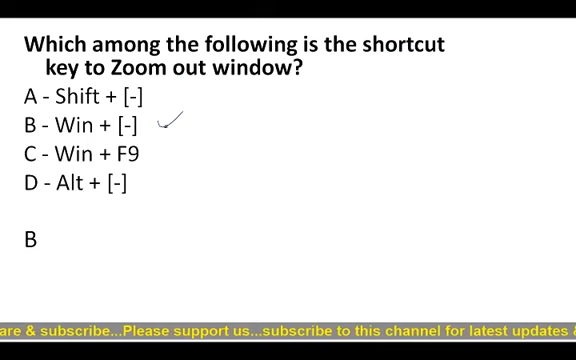 Which among the following is the shortcut
key to Zoom out window?
A - Shift + [-]
B - Win + [-]
C - Win + F9
D - Alt + [-]
B
are & subscribe...Please support us...subscribe to this channel for latest updates &